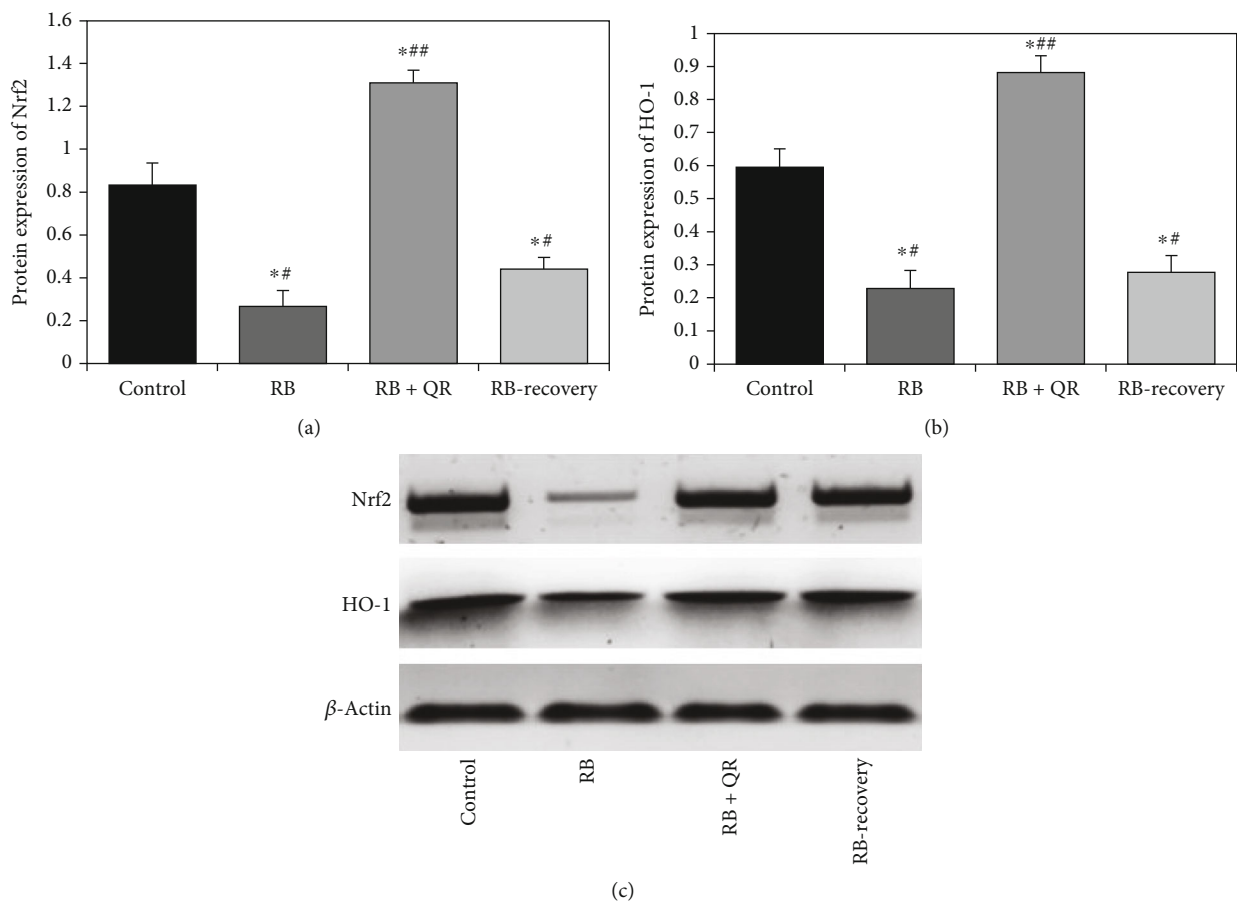 Protein expression of Nrf2
1.6
1.4
1.2
1
0.8
0.6
0.4
0.2
0
*##
*#
*#
Control RB RB + QR RB-recovery
(a)
Protein expression of HO-1
1
0.9
0.8
0.7
0.6
0.5
0.4
0.3
0.2
0.1
0
*##
*#
*#
Control RB RB + QR RB-recovery
(b)
Nrf2
HO-1
β-Actin
Control
RB
RB + QR
RB-recovery
(c)